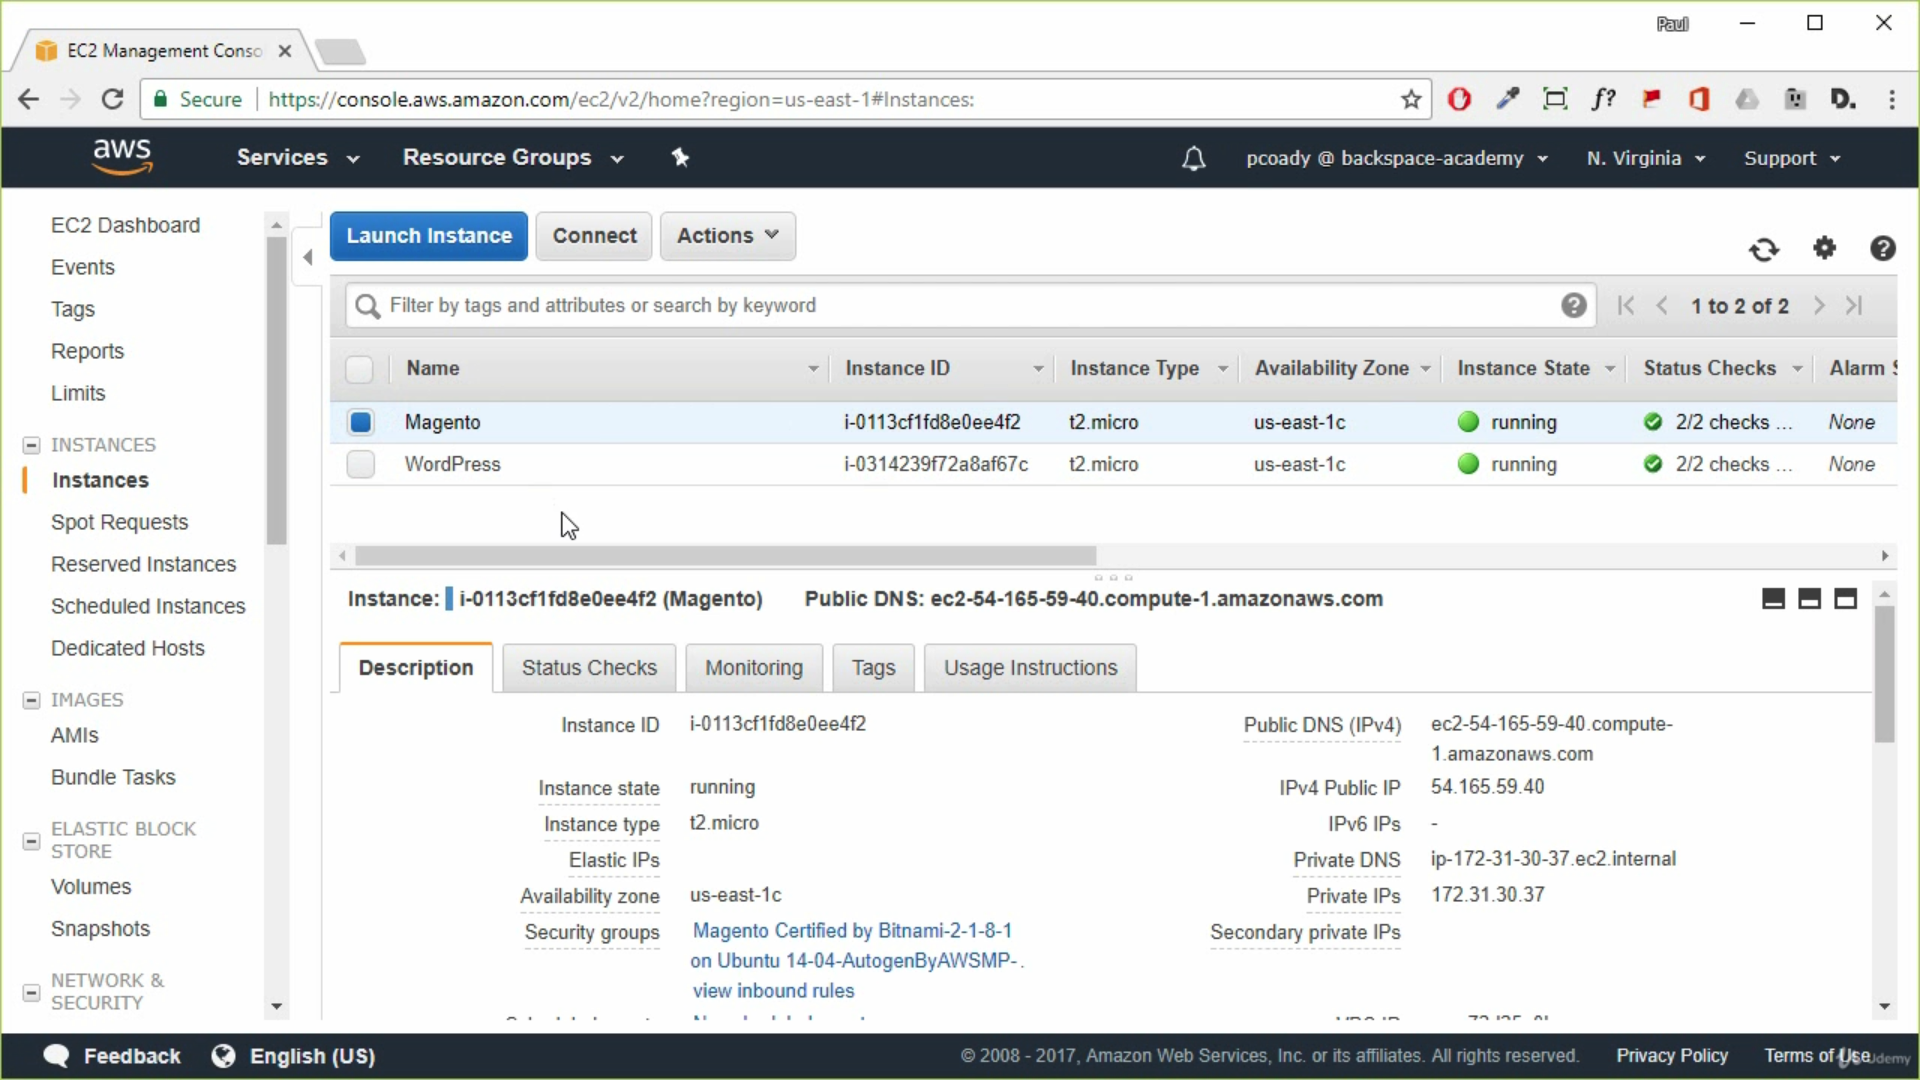 Paul
EC2 Management Conso
Secure https://console.aws.amazon.com/ec2/v2/home?region=us-east-1#Instances:
f?
D.
aws Services Resource Groups pcoady @ backspace-academy N. Virginia Support
EC2 Dashboard
Events
Tags
Reports
Limits
INSTANCES
Instances
Spot Requests
Reserved Instances
Scheduled Instances
Dedicated Hosts
IMAGES
AMIs
Bundle Tasks
ELASTIC BLOCK
STORE
Volumes
Snapshots
NETWORK &
SECURITY
Launch Instance Connect Actions
Filter by tags and attributes or search by keyword 1 to 2 of 2
Name Instance ID Instance Type Availability Zone Instance State Status Checks Alarm S
Magento i-0113cf1fd8e0ee4f2 t2.micro us-east-1c running 2/2 checks ... None
WordPress i-0314239f72a8af67c t2.micro us-east-1c running 2/2 checks ... None
Instance: i-0113cf1fd8e0ee4f2 (Magento) Public DNS: ec2-54-165-59-40.compute-1.amazonaws.com
Description Status Checks Monitoring Tags Usage Instructions
Instance ID i-0113cf1fd8e0ee4f2
Instance state running
Instance type t2.micro
Elastic IPs
Availability zone us-east-1c
Security groups Magento Certified by Bitnami-2-1-8-1
on Ubuntu 14-04-AutogenByAWSMP-.
view inbound rules
Public DNS (IPv4) ec2-54-165-59-40.compute-
1.amazonaws.com
IPv4 Public IP 54.165.59.40
IPv6 IPs -
Private DNS ip-172-31-30-37.ec2.internal
Private IPs 172.31.30.37
Secondary private IPs
Feedback English (US) © 2008 - 2017, Amazon Web Services, Inc. or its affiliates. All rights reserved. Privacy Policy Terms of Use
Udemy